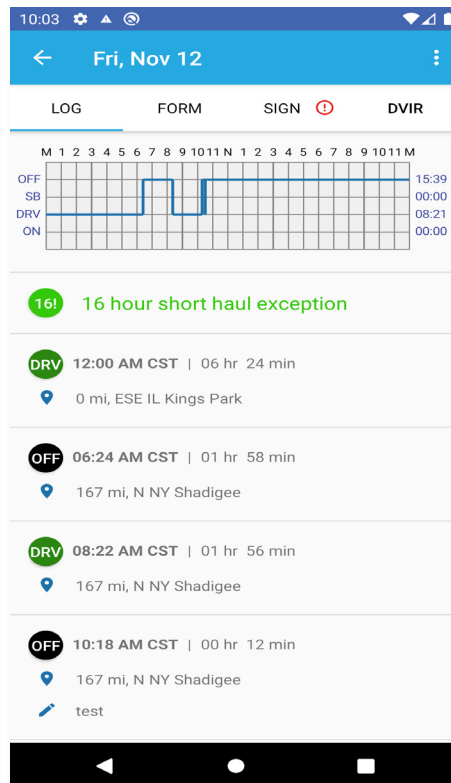 10:03
Fri, Nov 12
LOG FORM SIGN DVIR
M 1 2 3 4 5 6 7 8 9 10 11 N 1 2 3 4 5 6 7 8 9 10 11 M
OFF 15:39
SB 00:00
DRV 08:21
ON 00:00
16! 16 hour short haul exception
DRV 12:00 AM CST | 06 hr 24 min
0 mi, ESE IL Kings Park
OFF 06:24 AM CST | 01 hr 58 min
167 mi, N NY Shadigee
DRV 08:22 AM CST | 01 hr 56 min
167 mi, N NY Shadigee
OFF 10:18 AM CST | 00 hr 12 min
167 mi, N NY Shadigee
test